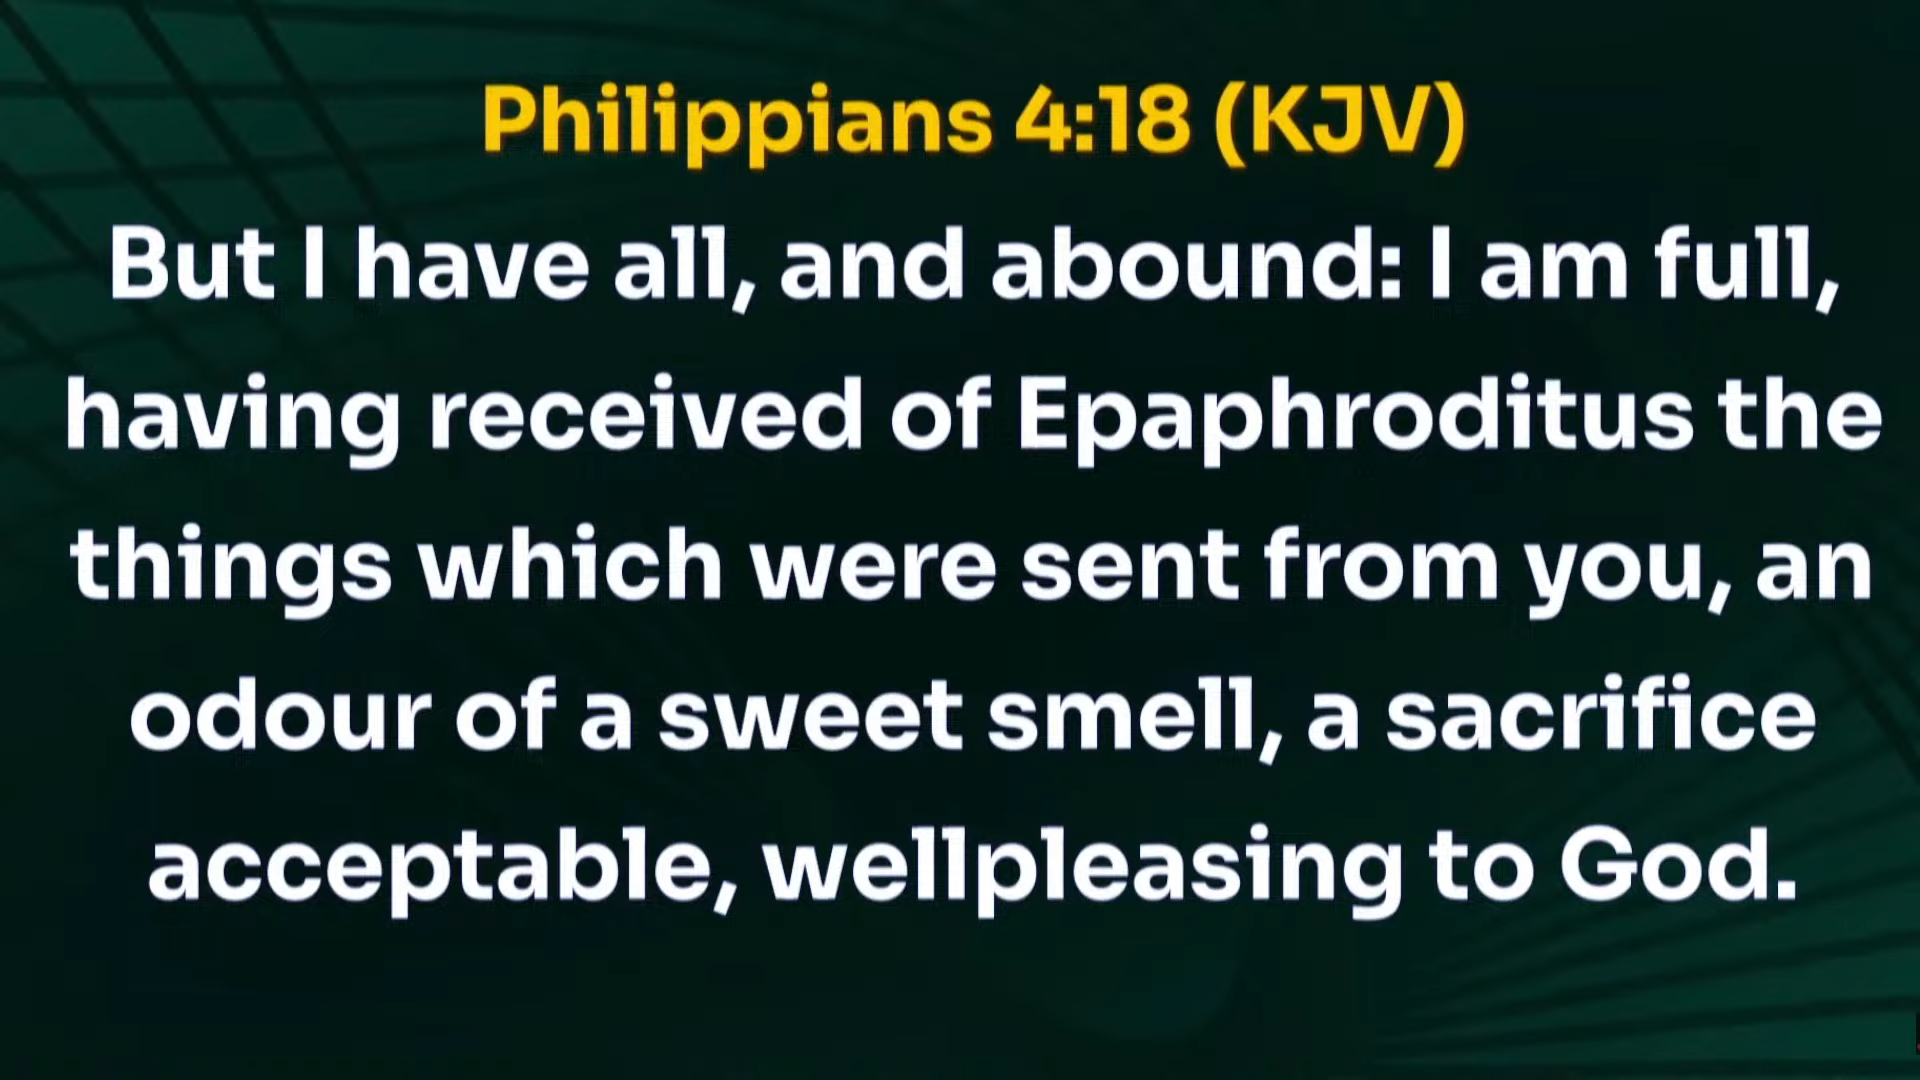 Philippians 4:18 (KJV)
But I have all, and abound: I am full,
having received of Epaphroditus the
things which were sent from you, an
odour of a sweet smell, a sacrifice
acceptable, wellpleasing to God.